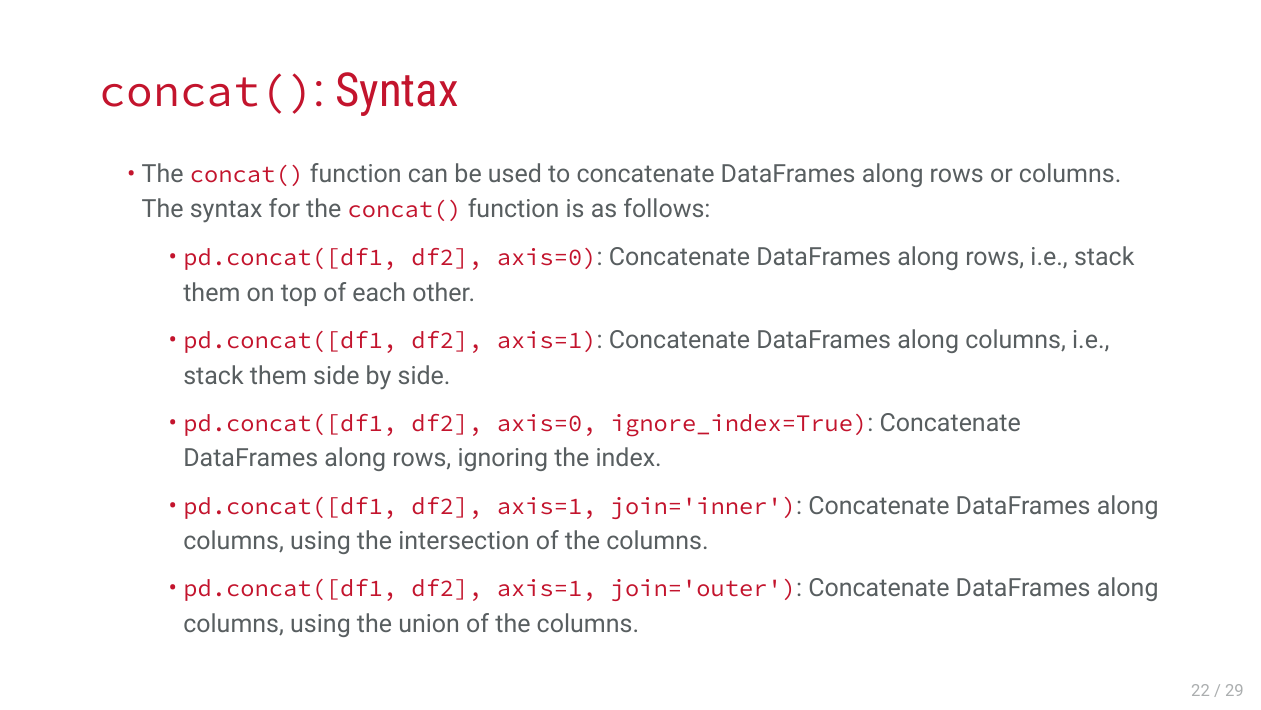 concat(): Syntax
• The concat() function can be used to concatenate DataFrames along rows or columns.
The syntax for the concat() function is as follows:
• pd.concat([df1, df2], axis=0): Concatenate DataFrames along rows, i.e., stack
them on top of each other.
• pd.concat([df1, df2], axis=1): Concatenate DataFrames along columns, i.e.,
stack them side by side.
• pd.concat([df1, df2], axis=0, ignore_index=True): Concatenate
DataFrames along rows, ignoring the index.
• pd.concat([df1, df2], axis=1, join='inner'): Concatenate DataFrames along
columns, using the intersection of the columns.
• pd.concat([df1, df2], axis=1, join='outer'): Concatenate DataFrames along
columns, using the union of the columns.
22 / 29